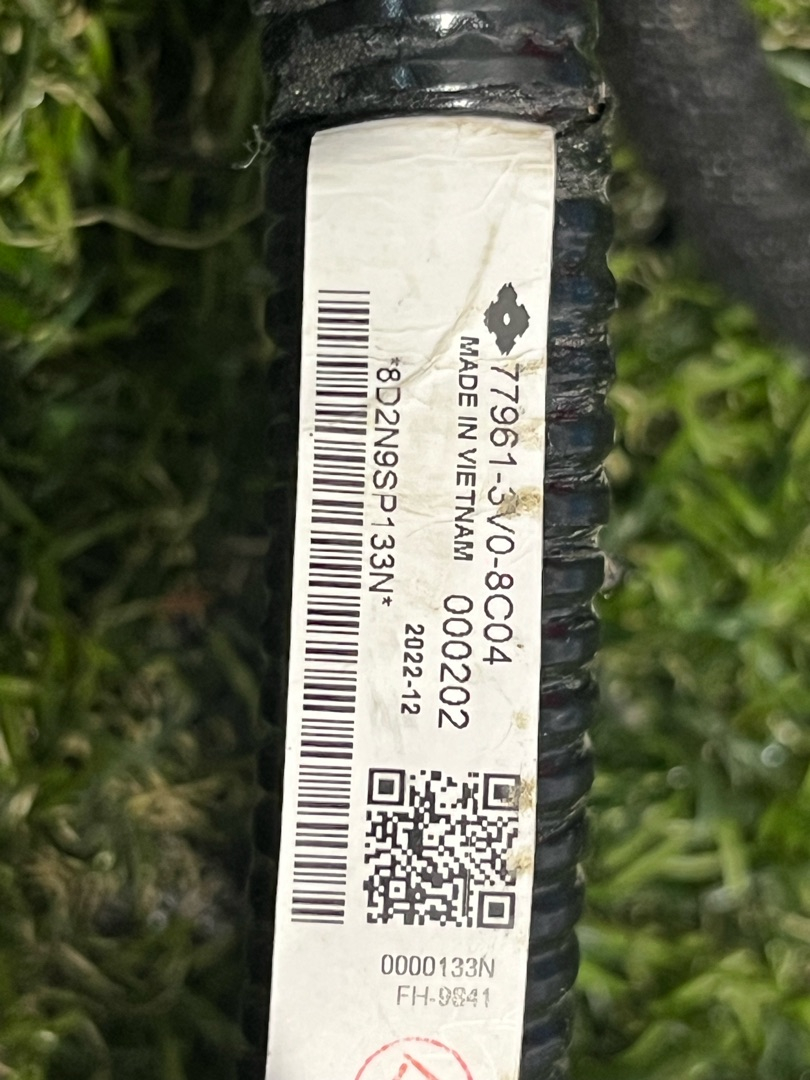 77961-3V0-8C04
MADE IN VIETNAM 000202
2022-12
*8D2N9SP133N*
0000133N
FH-9841